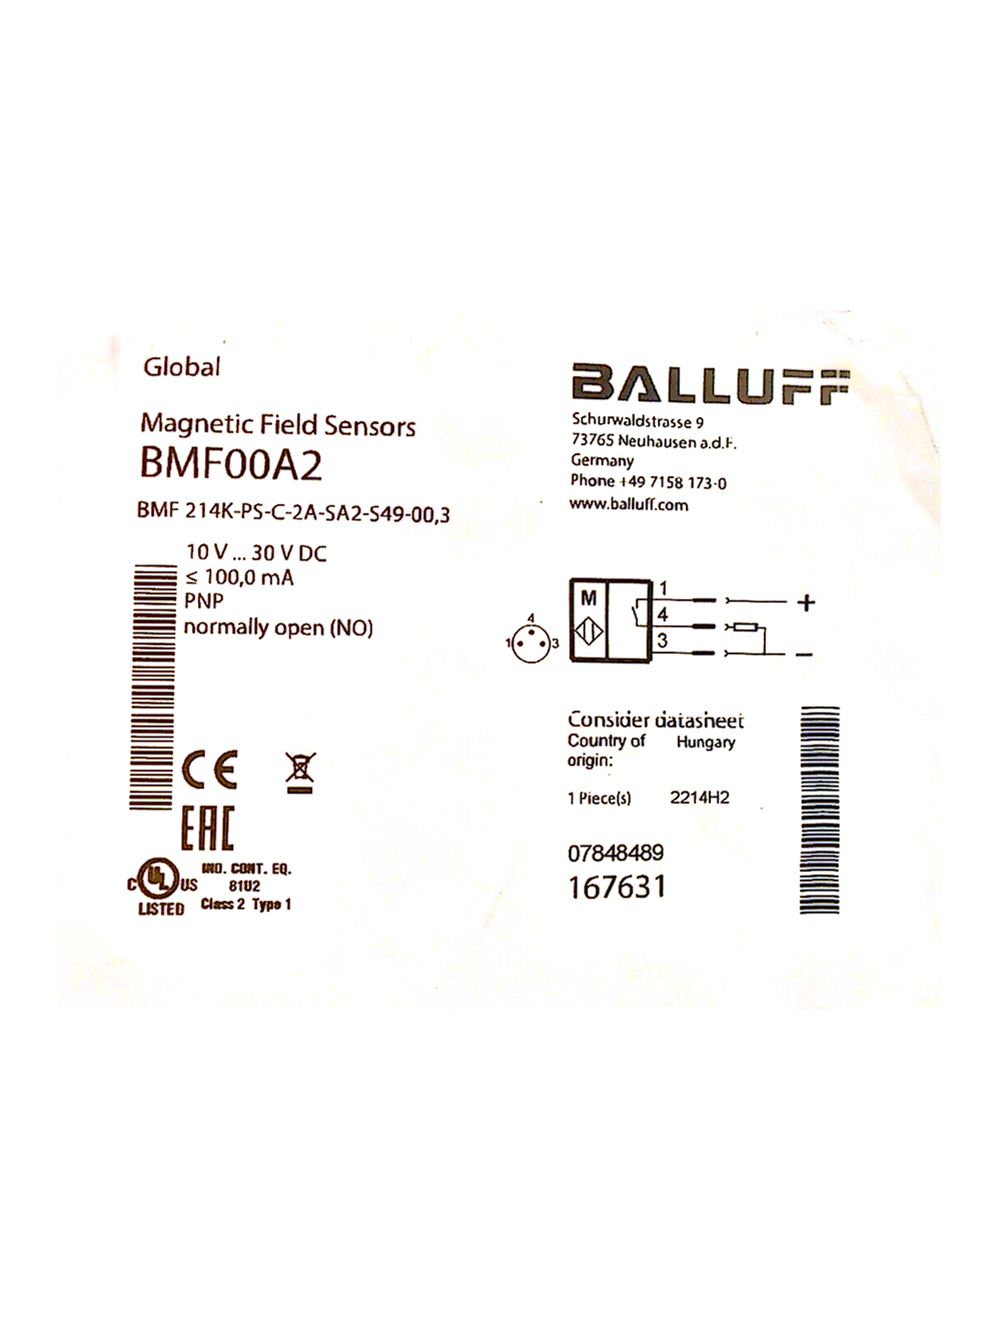 Global
Magnetic Field Sensors
BMF00A2
BMF 214K-PS-C-2A-SA2-S49-00,3
10 V ... 30 V DC
≤ 100,0 mA
PNP
normally open (NO)
CE
EAC
C UL US
LISTED
IND. CONT. EQ.
81U2
Class 2 Type 1
BALLUFF
Schurwaldstrasse 9
73765 Neuhausen a.d.F.
Germany
Phone +49 7158 173-0
www.balluff.com
4
1 3
M
1 +
4
3 −
Consider datasheet
Country of origin: Hungary
1 Piece(s) 2214H2
07848489
167631